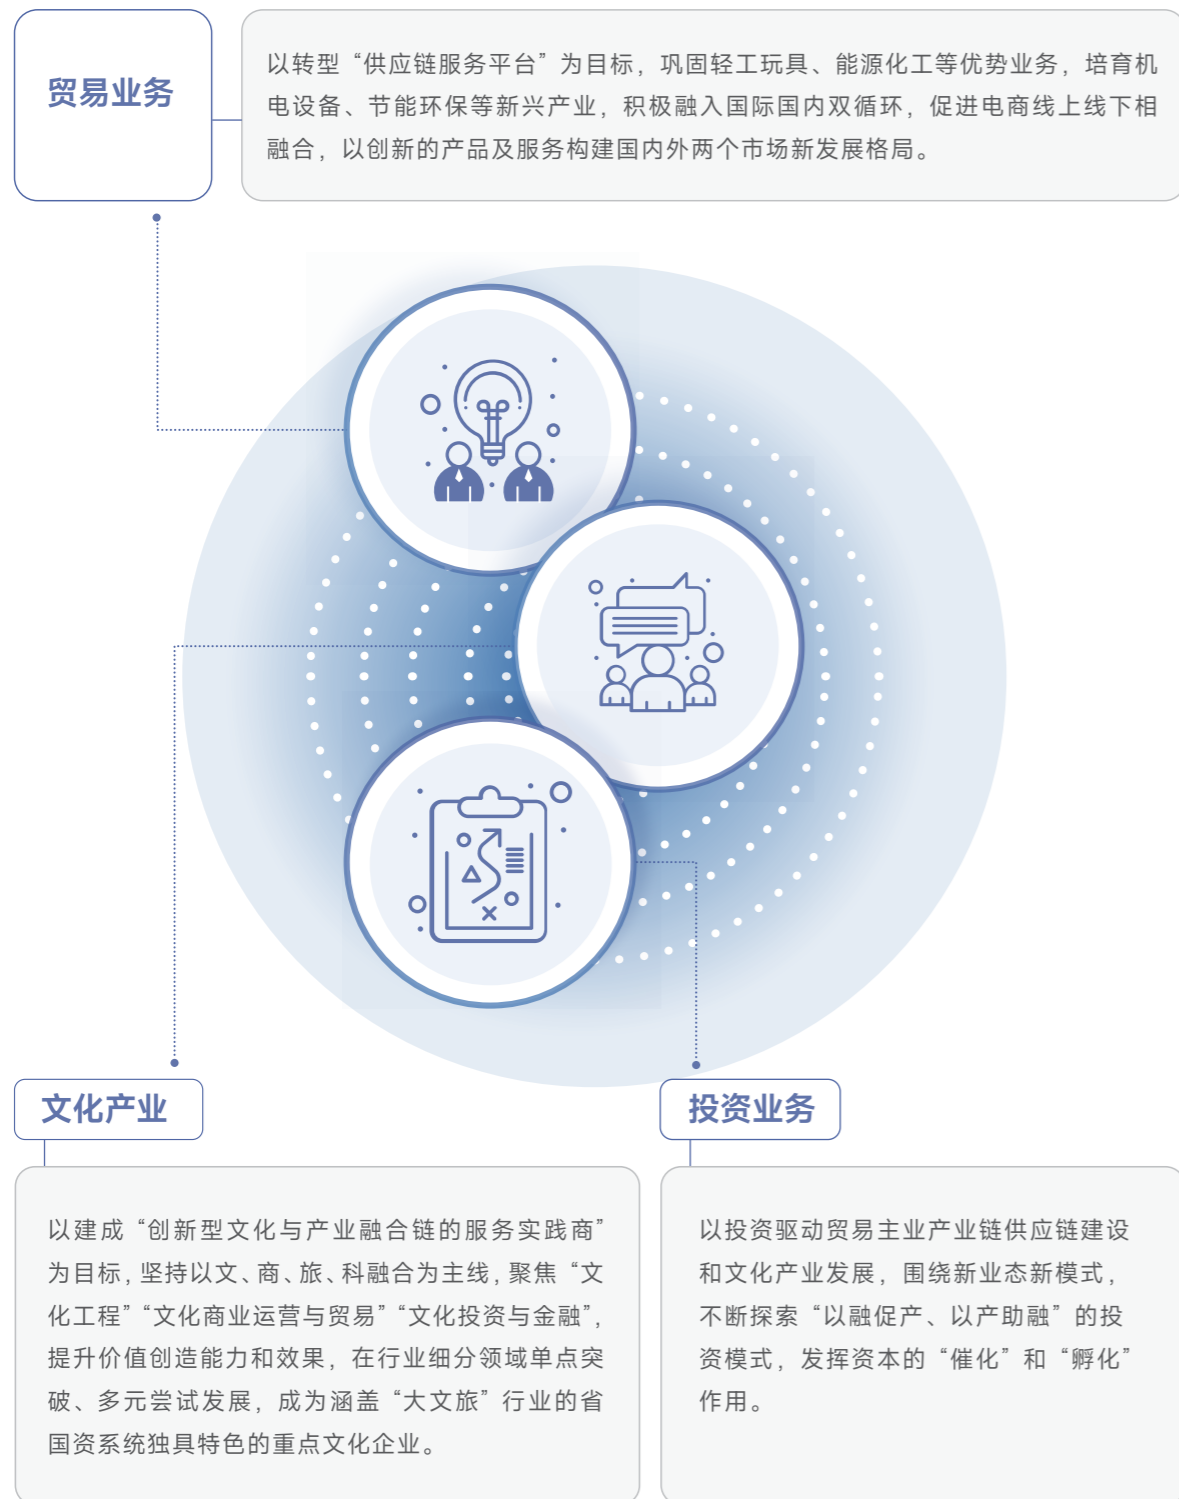 贸易业务
以转型“供应链服务平台”为目标，巩固轻工玩具、能源化工等优势业务，培育机
电设备、节能环保等新兴产业，积极融入国际国内双循环，促进电商线上线下相
融合，以创新的产品及服务构建国内外两个市场新发展格局。
文化产业
以建成“创新型文化与产业融合链的服务实践商”
为目标，坚持以文、商、旅、科融合为主线，聚焦“文
化工程”“文化商业运营与贸易”“文化投资与金融”，
提升价值创造能力和效果，在行业细分领域单点突
破、多元尝试发展，成为涵盖“大文旅”行业的省
国资系统独具特色的重点文化企业。
投资业务
以投资驱动贸易主业产业链供应链建设
和文化产业发展，围绕新业态新模式，
不断探索“以融促产、以产助融”的投
资模式，发挥资本的“催化”和“孵化”
作用。